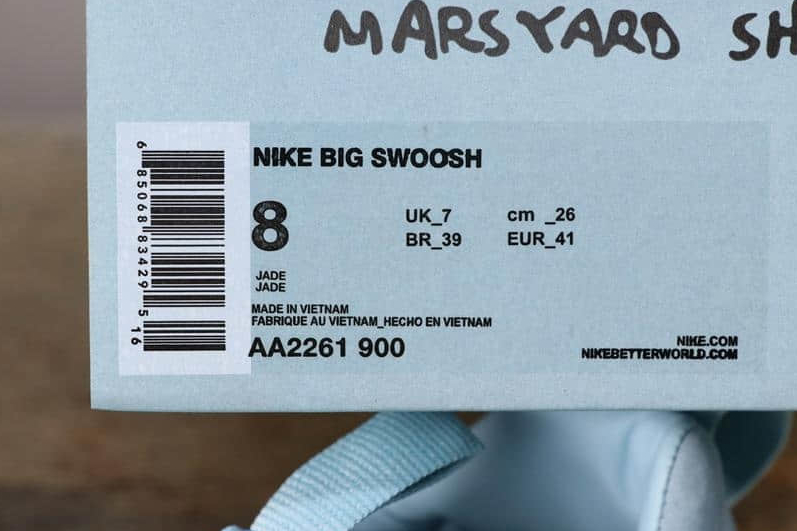 MARSYARD SH
NIKE BIG SWOOSH
8
UK_7 cm _26
BR_39 EUR_41
JADE
JADE
MADE IN VIETNAM
FABRIQUE AU VIETNAM_HECHO EN VIETNAM
AA2261 900
NIKE.COM
NIKEBETTERWORLD.COM
6 85068 83429 5 16